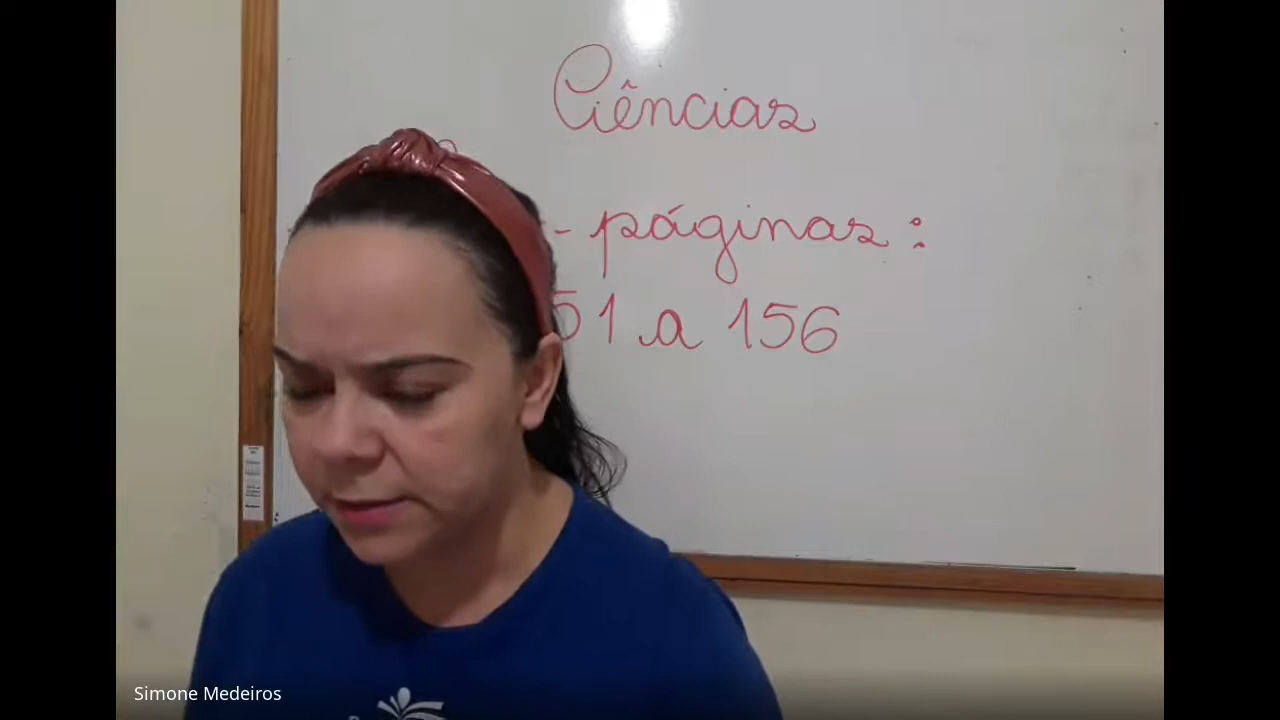 Ciências
- páginas:
51 a 156
Simone Medeiros